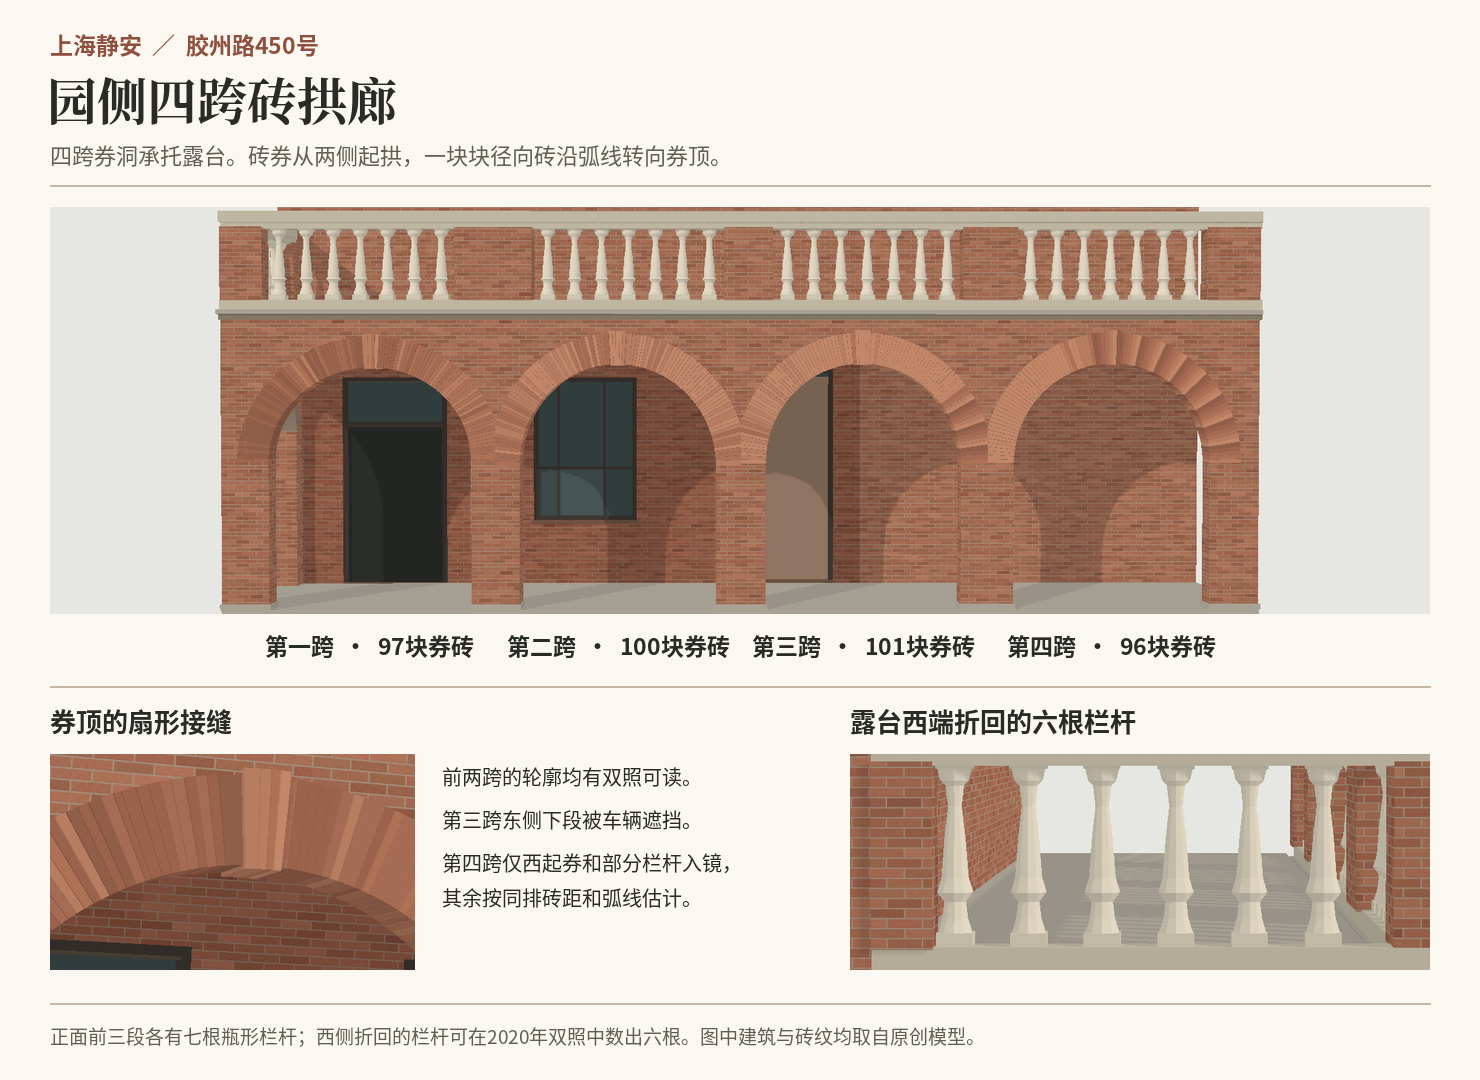 上海静安 ／ 胶州路450号
园侧四跨砖拱廊
四跨券洞承托露台。砖券从两侧起拱，一块块径向砖沿弧线转向券顶。
第一跨 · 97块券砖
第二跨 · 100块券砖
第三跨 · 101块券砖
第四跨 · 96块券砖
券顶的扇形接缝
前两跨的轮廓均有双照可读。
第三跨东侧下段被车辆遮挡。
第四跨仅西起券和部分栏杆入镜，
其余按同排砖距和弧线估计。
露台西端折回的六根栏杆
正面前三段各有七根瓶形栏杆；西侧折回的栏杆可在2020年双照中数出六根。图中建筑与砖纹均取自原创模型。